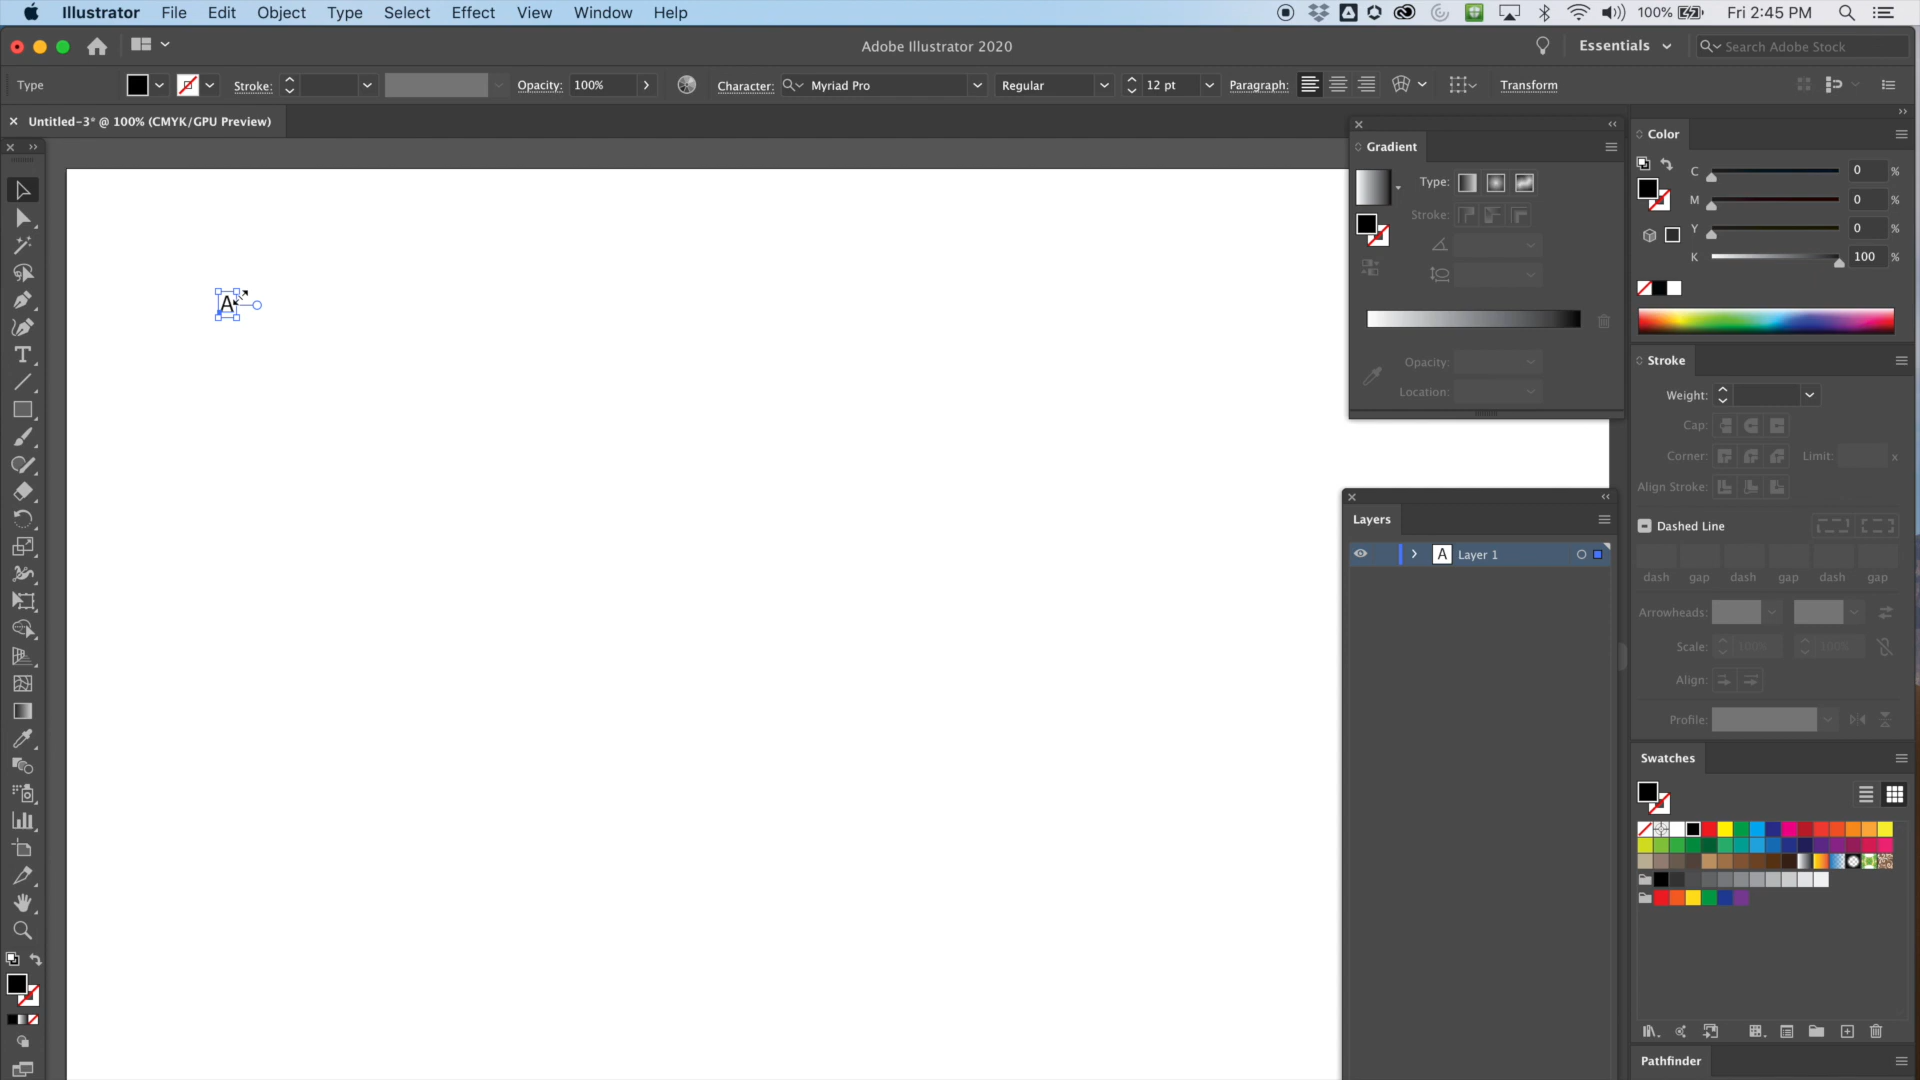 Illustrator File Edit Object Type Select Effect View Window Help
100% Fri 2:45 PM
Adobe Illustrator 2020
Essentials
Search Adobe Stock
Type Stroke: Opacity: 100% Character: Myriad Pro Regular 12 pt Paragraph: Transform
Untitled-3* @ 100% (CMYK/GPU Preview)
A
Gradient
Type:
Stroke:
Opacity:
Location:
Layers
A Layer 1
Color
C 0 %
M 0 %
Y 0 %
K 100 %
Stroke
Weight:
Cap:
Corner: Limit: x
Align Stroke:
Dashed Line
dash gap dash gap dash gap
Arrowheads:
Scale: 100% 100%
Align:
Profile:
Swatches
Pathfinder